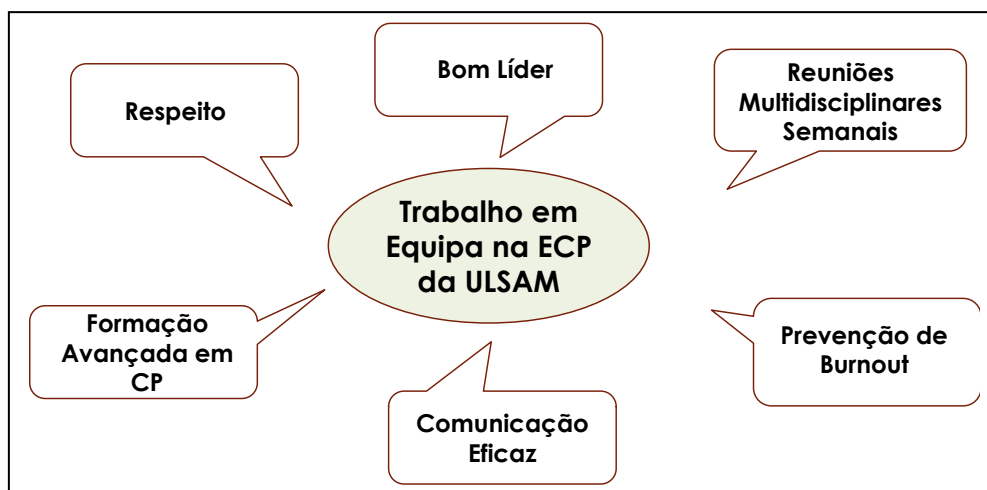 Bom Líder
Respeito
Reuniões
Multidisciplinares
Semanais
Trabalho em
Equipa na ECP
da ULSAM
Formação
Avançada em
CP
Prevenção de
Burnout
Comunicação
Eficaz